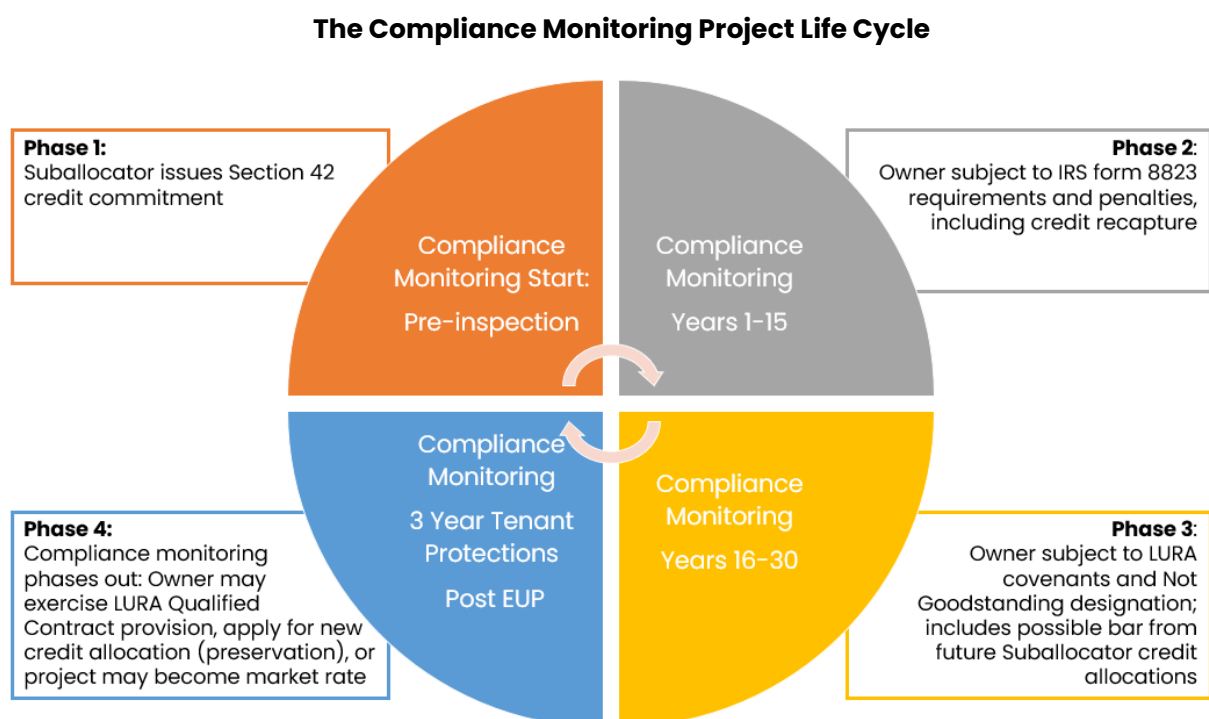 The Compliance Monitoring Project Life Cycle
Phase 1:
Suballocator issues Section 42
credit commitment
Compliance
Monitoring Start:
Pre-inspection
Compliance
Monitoring
Years 1-15
Phase 2:
Owner subject to IRS form 8823
requirements and penalties,
including credit recapture
Phase 4:
Compliance monitoring
phases out: Owner may
exercise LURA Qualified
Contract provision, apply for new
credit allocation (preservation), or
project may become market rate
Compliance
Monitoring
3 Year Tenant
Protections
Post EUP
Compliance
Monitoring
Years 16-30
Phase 3:
Owner subject to LURA
covenants and Not
Goodstanding designation;
includes possible bar from
future Suballocator credit
allocations